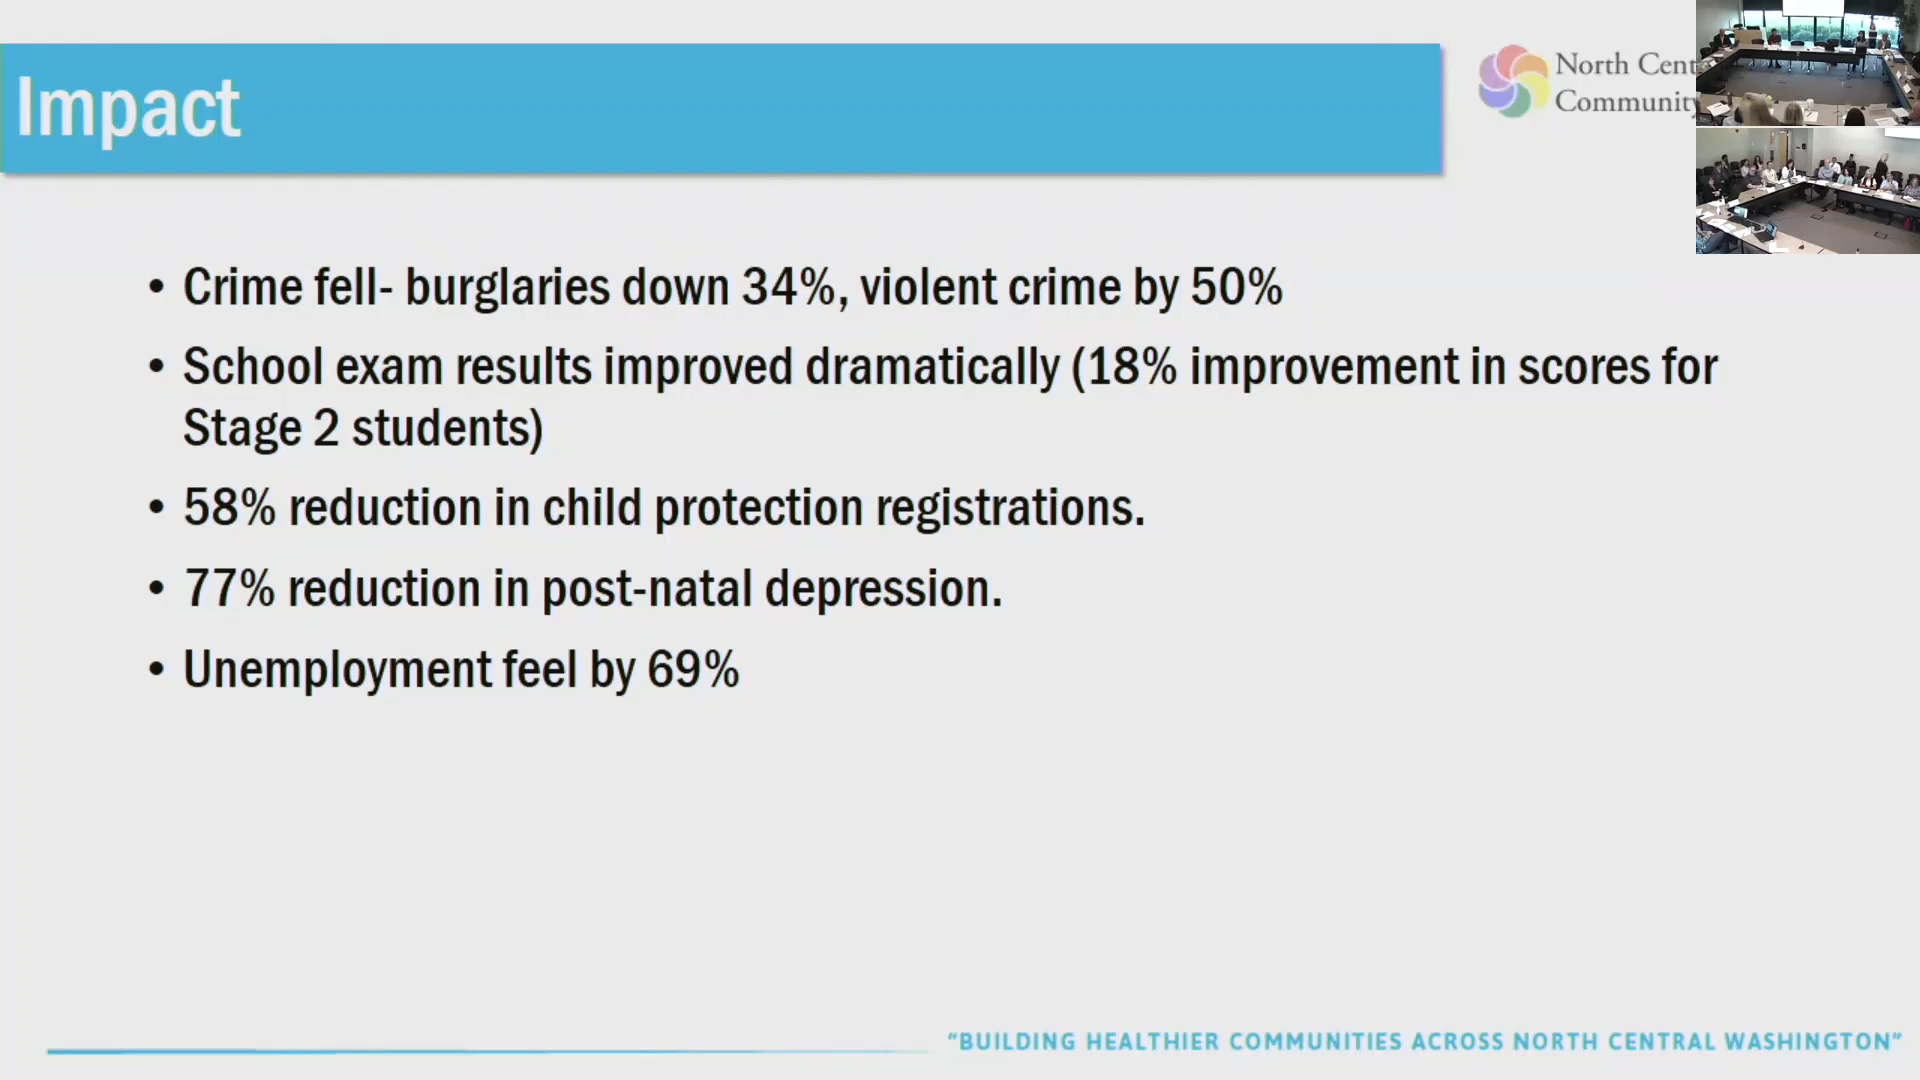 Impact
North Cent
Community
• Crime fell- burglaries down 34%, violent crime by 50%
• School exam results improved dramatically (18% improvement in scores for
Stage 2 students)
• 58% reduction in child protection registrations.
• 77% reduction in post-natal depression.
• Unemployment feel by 69%
“BUILDING HEALTHIER COMMUNITIES ACROSS NORTH CENTRAL WASHINGTON”